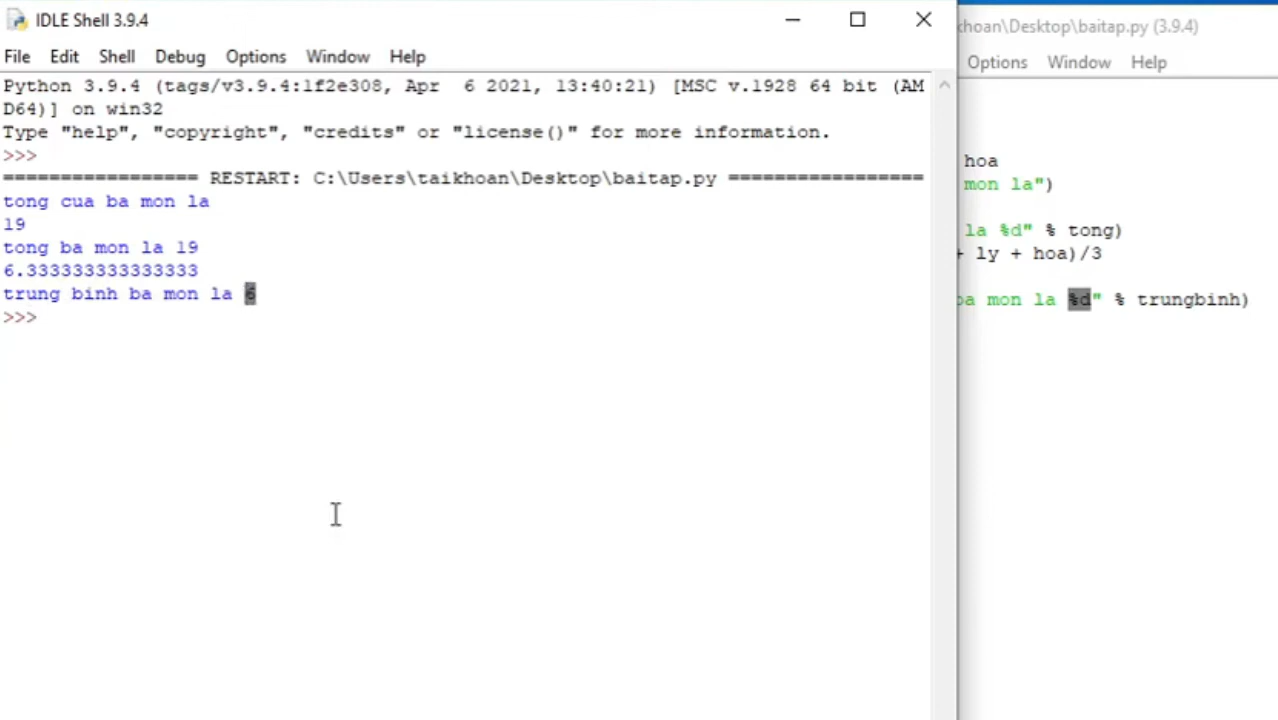 IDLE Shell 3.9.4
File Edit Shell Debug Options Window Help
Python 3.9.4 (tags/v3.9.4:1f2e308, Apr  6 2021, 13:40:21) [MSC v.1928 64 bit (AM
D64)] on win32
Type "help", "copyright", "credits" or "license()" for more information.
>>>
================= RESTART: C:\Users\taikhoan\Desktop\baitap.py =================
tong cua ba mon la
19
tong ba mon la 19
6.333333333333333
trung binh ba mon la 6
>>>
khoan\Desktop\baitap.py (3.9.4)
Options Window Help
hoa
mon la")
la %d" % tong)
+ ly + hoa)/3
ba mon la %d" % trungbinh)